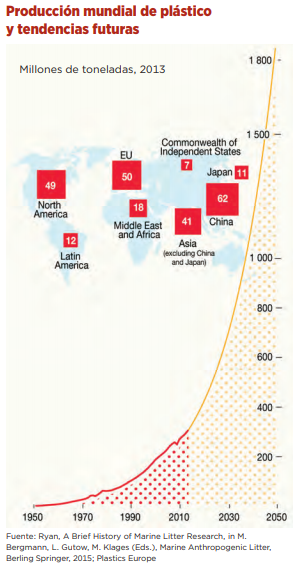 Producción mundial de plástico
y tendencias futuras
Millones de toneladas, 2013
1 800
1 500
Commonwealth of
Independent States
7
EU
50
Japan 11
49
North
America
18
Middle East
and Africa
62
China
41
Asia
(excluding China
and Japan)
12
Latin
America
1 000
800
600
400
200
1950 1970 1990 2010 2030 2050
Fuente: Ryan, A Brief History of Marine Litter Research, in M.
Bergmann, L. Gutow, M. Klages (Eds.), Marine Anthropogenic Litter,
Berling Springer, 2015; Plastics Europe